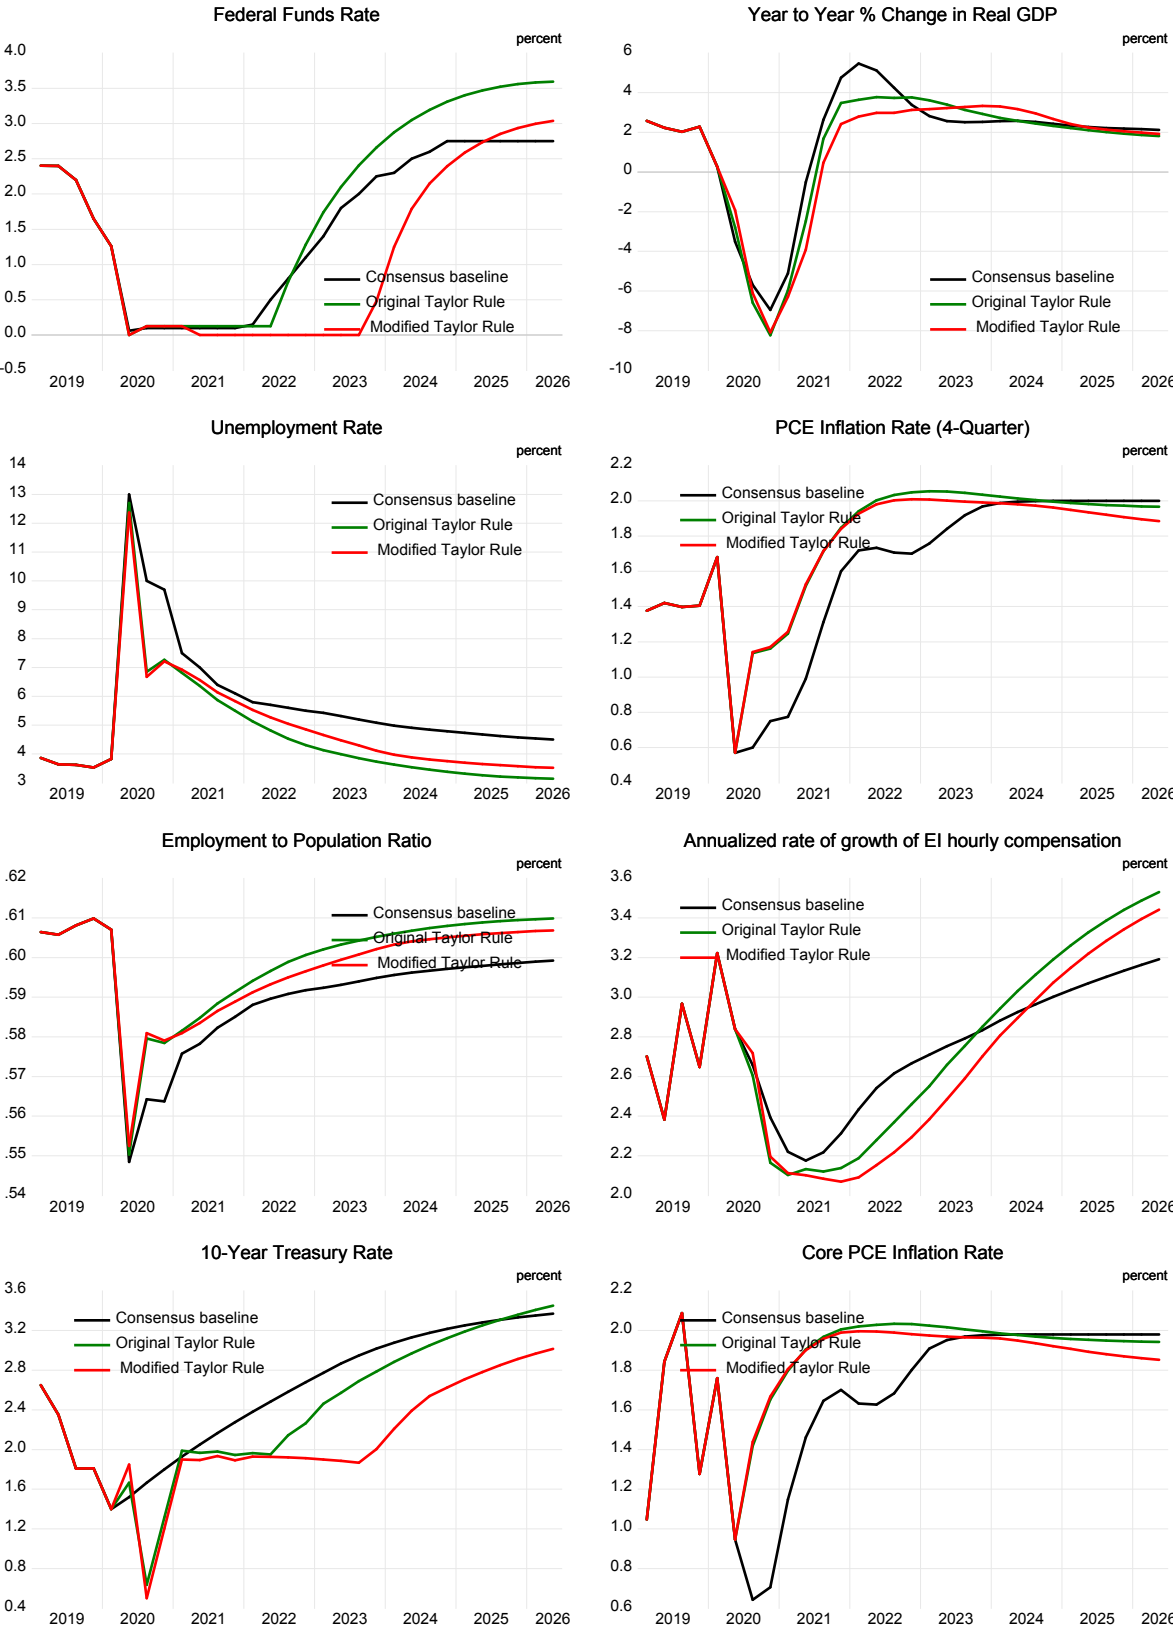 Federal Funds Rate
percent
4.0
3.5
3.0
2.5
2.0
1.5
1.0
0.5
0.0
-0.5
Consensus baseline
Original Taylor Rule
Modified Taylor Rule
2019 2020 2021 2022 2023 2024 2025 2026
Year to Year % Change in Real GDP
percent
6
4
2
0
-2
-4
-6
-8
-10
Consensus baseline
Original Taylor Rule
Modified Taylor Rule
2019 2020 2021 2022 2023 2024 2025 2026
Unemployment Rate
percent
14
13
12
11
10
9
8
7
6
5
4
3
Consensus baseline
Original Taylor Rule
Modified Taylor Rule
2019 2020 2021 2022 2023 2024 2025 2026
PCE Inflation Rate (4-Quarter)
percent
2.2
2.0
1.8
1.6
1.4
1.2
1.0
0.8
0.6
0.4
Consensus baseline
Original Taylor Rule
Modified Taylor Rule
2019 2020 2021 2022 2023 2024 2025 2026
Employment to Population Ratio
percent
.62
.61
.60
.59
.58
.57
.56
.55
.54
Consensus baseline
Original Taylor Rule
Modified Taylor Rule
2019 2020 2021 2022 2023 2024 2025 2026
Annualized rate of growth of EI hourly compensation
percent
3.6
3.4
3.2
3.0
2.8
2.6
2.4
2.2
2.0
Consensus baseline
Original Taylor Rule
Modified Taylor Rule
2019 2020 2021 2022 2023 2024 2025 2026
10-Year Treasury Rate
percent
3.6
3.2
2.8
2.4
2.0
1.6
1.2
0.8
0.4
Consensus baseline
Original Taylor Rule
Modified Taylor Rule
2019 2020 2021 2022 2023 2024 2025 2026
Core PCE Inflation Rate
percent
2.2
2.0
1.8
1.6
1.4
1.2
1.0
0.8
0.6
Consensus baseline
Original Taylor Rule
Modified Taylor Rule
2019 2020 2021 2022 2023 2024 2025 2026